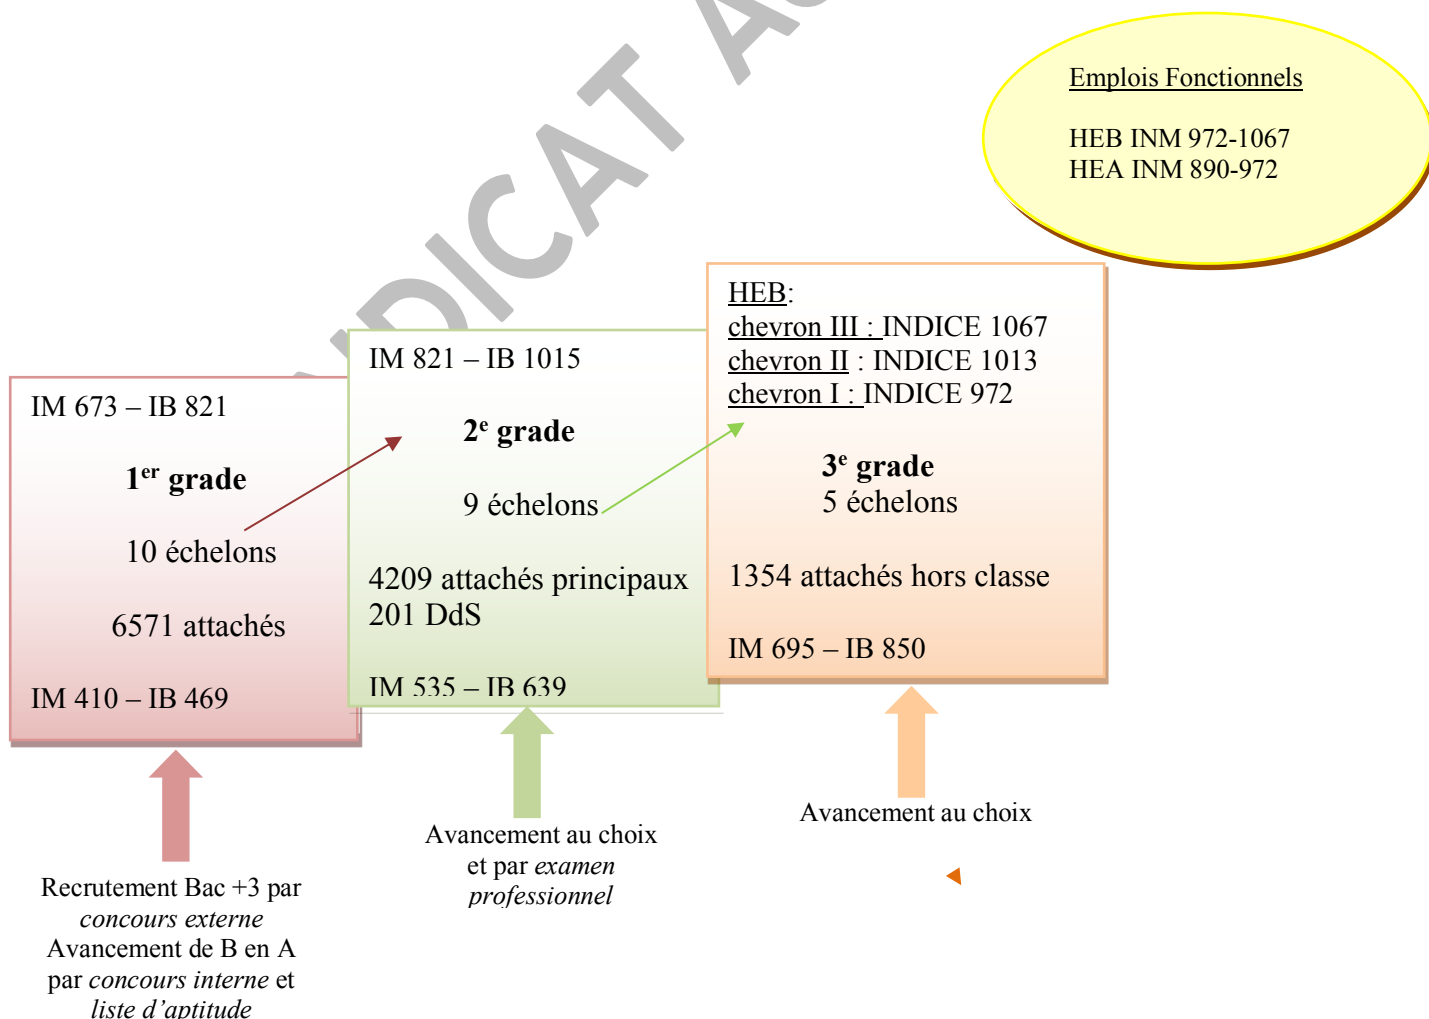 Emplois Fonctionnels
HEB INM 972-1067
HEA INM 890-972
IM 673 – IB 821
1er grade
10 échelons
6571 attachés
IM 410 – IB 469
IM 821 – IB 1015
2e grade
9 échelons
4209 attachés principaux
201 DdS
IM 535 – IB 639
HEB:
chevron III : INDICE 1067
chevron II : INDICE 1013
chevron I : INDICE 972
3e grade
5 échelons
1354 attachés hors classe
IM 695 – IB 850
Recrutement Bac +3 par
concours externe
Avancement de B en A
par concours interne et
liste d’aptitude
Avancement au choix
et par examen
professionnel
Avancement au choix